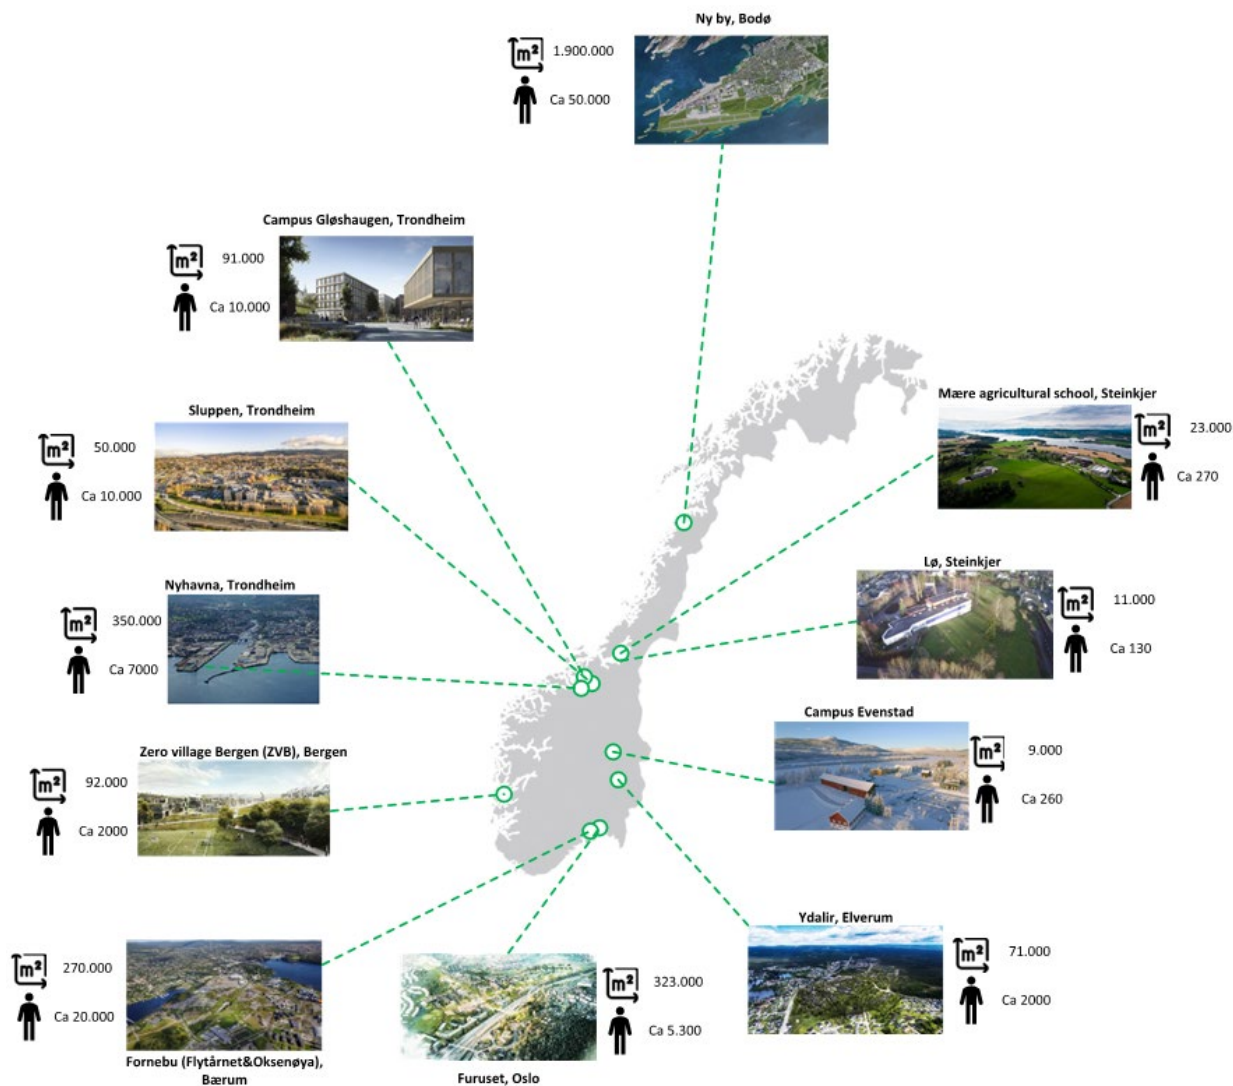 Ny by, Bodø
m²
1.900.000
Ca 50.000
Campus Gløshaugen, Trondheim
m²
91.000
Ca 10.000
Sluppen, Trondheim
m²
50.000
Ca 10.000
Mære agricultural school, Steinkjer
m²
23.000
Ca 270
Nyhavna, Trondheim
m²
350.000
Ca 7000
Lø, Steinkjer
m²
11.000
Ca 130
Zero village Bergen (ZVB), Bergen
m²
92.000
Ca 2000
Campus Evenstad
m²
9.000
Ca 260
m²
270.000
Ca 20.000
Fornebu (Flytårnet&Oksenøya),
Bærum
m²
323.000
Ca 5.300
Furuset, Oslo
Ydalir, Elverum
m²
71.000
Ca 2000